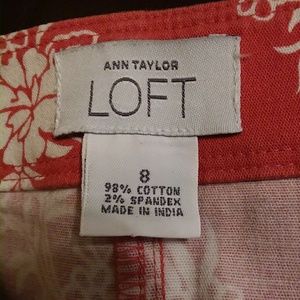 ANN TAYLOR
LOFT
8
98% COTTON
2% SPANDEX
MADE IN INDIA